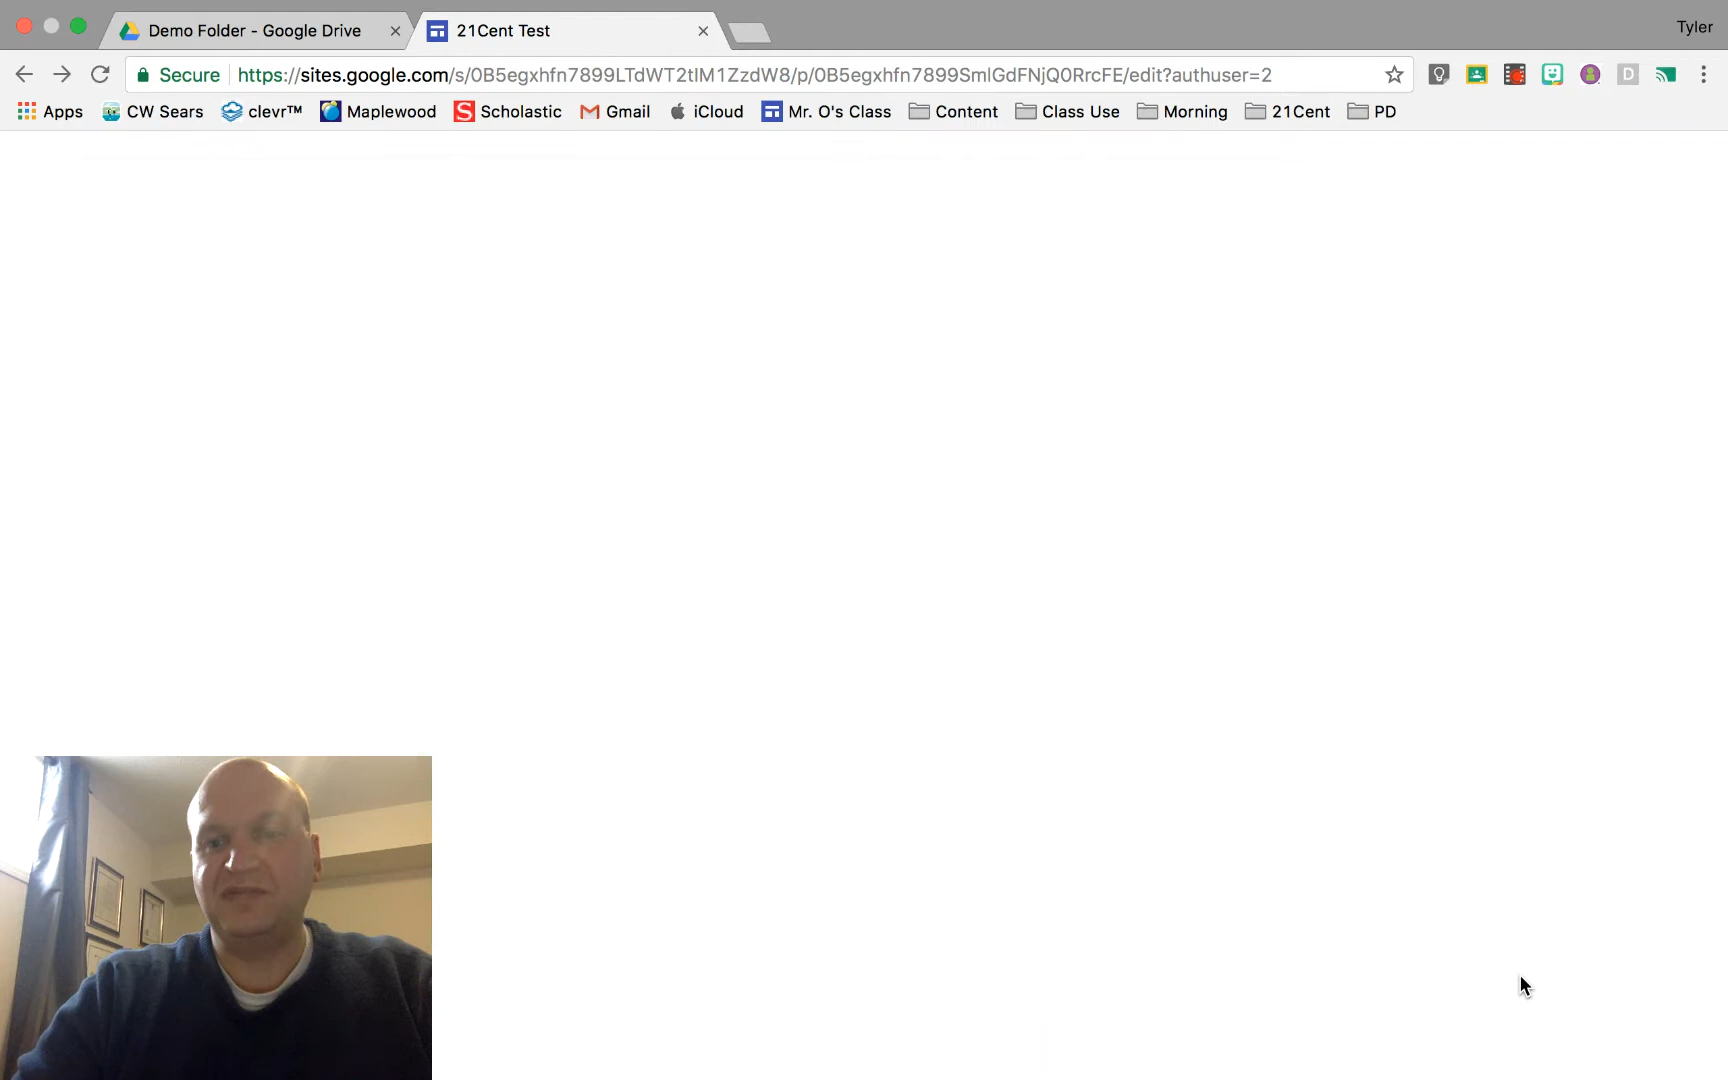 Demo Folder - Google Drive
21Cent Test
Tyler
Secure
https://sites.google.com/s/0B5egxhfn7899LTdWT2tIM1ZzdW8/p/0B5egxhfn7899SmlGdFNjQ0RrcFE/edit?authuser=2
D
Apps
CW Sears
clevr™
Maplewood
S Scholastic
Gmail
iCloud
Mr. O's Class
Content
Class Use
Morning
21Cent
PD